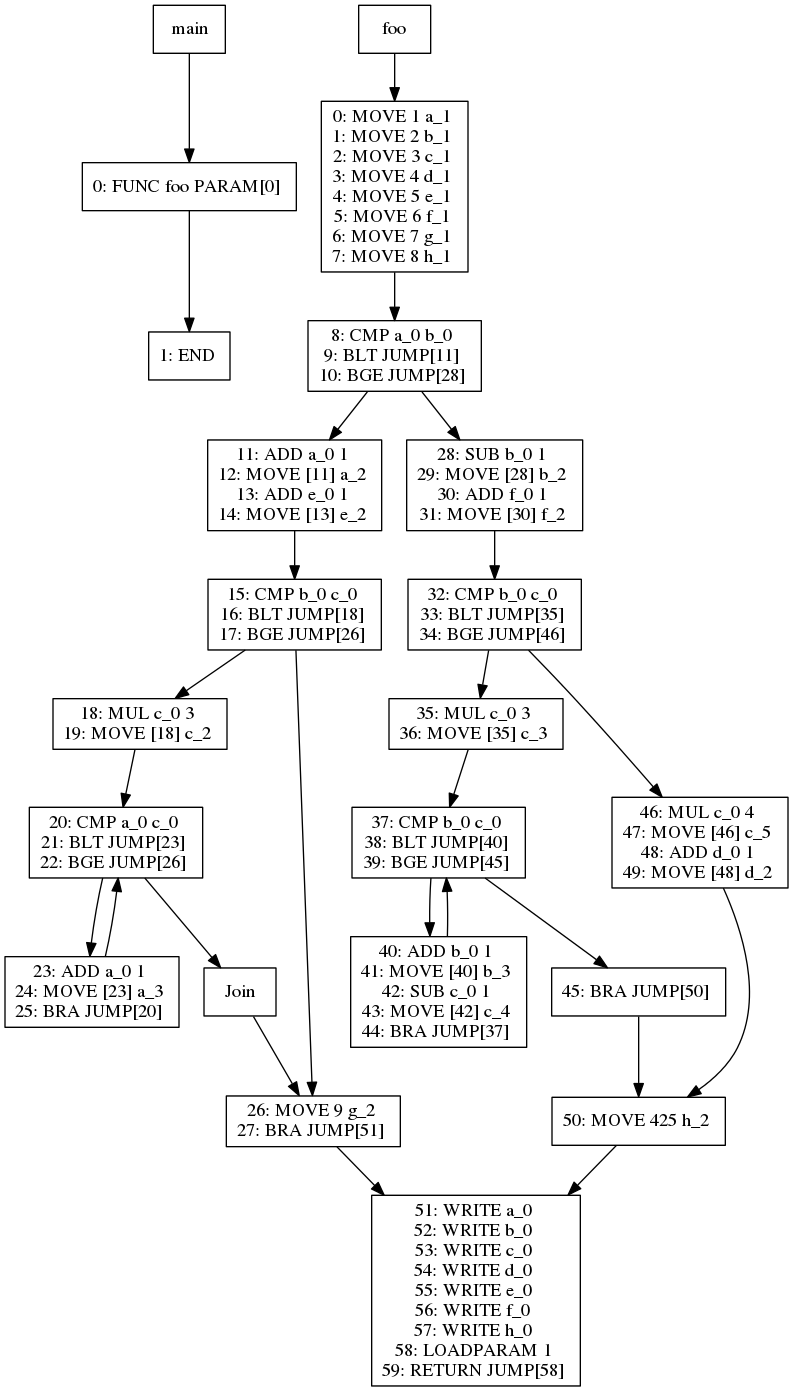 main
foo
0: FUNC foo PARAM[0]
1: END
0: MOVE 1 a_1
1: MOVE 2 b_1
2: MOVE 3 c_1
3: MOVE 4 d_1
4: MOVE 5 e_1
5: MOVE 6 f_1
6: MOVE 7 g_1
7: MOVE 8 h_1
8: CMP a_0 b_0
9: BLT JUMP[11]
10: BGE JUMP[28]
11: ADD a_0 1
12: MOVE [11] a_2
13: ADD e_0 1
14: MOVE [13] e_2
28: SUB b_0 1
29: MOVE [28] b_2
30: ADD f_0 1
31: MOVE [30] f_2
15: CMP b_0 c_0
16: BLT JUMP[18]
17: BGE JUMP[26]
32: CMP b_0 c_0
33: BLT JUMP[35]
34: BGE JUMP[46]
18: MUL c_0 3
19: MOVE [18] c_2
35: MUL c_0 3
36: MOVE [35] c_3
20: CMP a_0 c_0
21: BLT JUMP[23]
22: BGE JUMP[26]
37: CMP b_0 c_0
38: BLT JUMP[40]
39: BGE JUMP[45]
46: MUL c_0 4
47: MOVE [46] c_5
48: ADD d_0 1
49: MOVE [48] d_2
23: ADD a_0 1
24: MOVE [23] a_3
25: BRA JUMP[20]
Join
40: ADD b_0 1
41: MOVE [40] b_3
42: SUB c_0 1
43: MOVE [42] c_4
44: BRA JUMP[37]
45: BRA JUMP[50]
26: MOVE 9 g_2
27: BRA JUMP[51]
50: MOVE 425 h_2
51: WRITE a_0
52: WRITE b_0
53: WRITE c_0
54: WRITE d_0
55: WRITE e_0
56: WRITE f_0
57: WRITE h_0
58: LOADPARAM 1
59: RETURN JUMP[58]